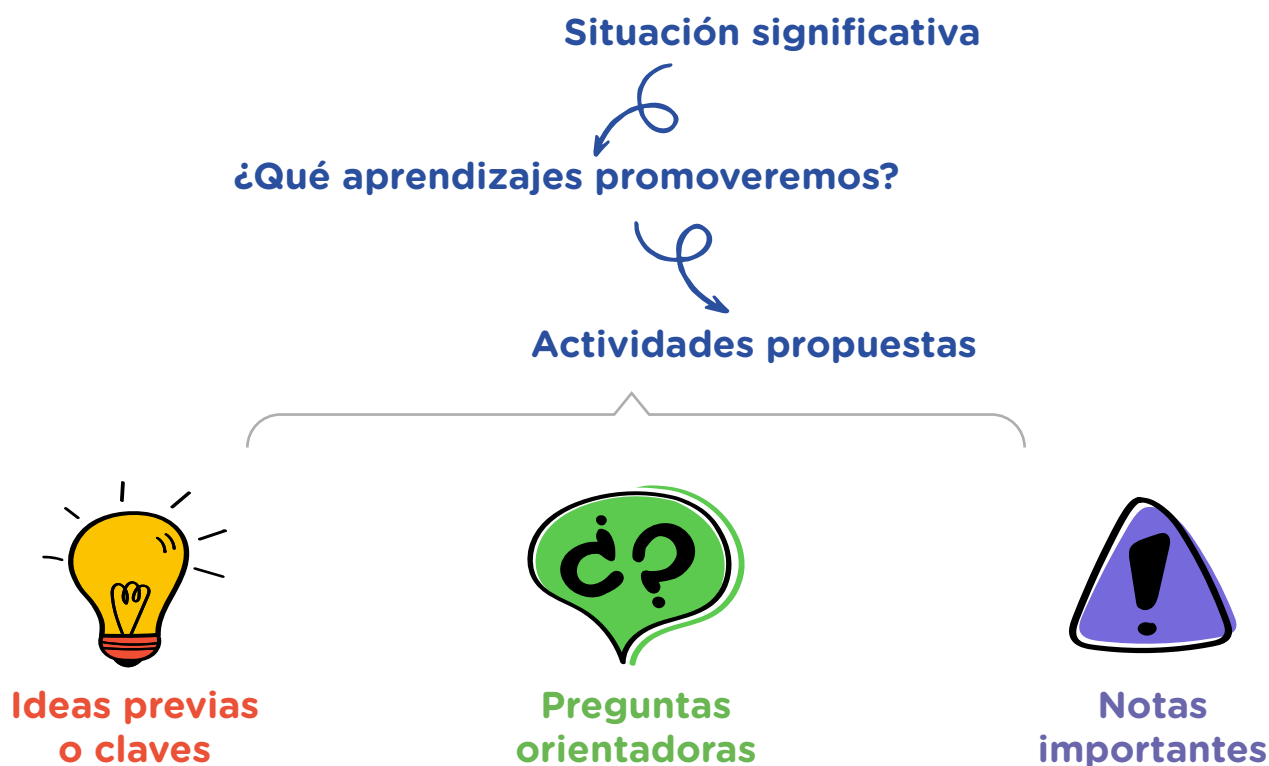 Situación significativa
¿Qué aprendizajes promoveremos?
Actividades propuestas
¿?
Ideas previas
o claves
Preguntas
orientadoras
!
Notas
importantes